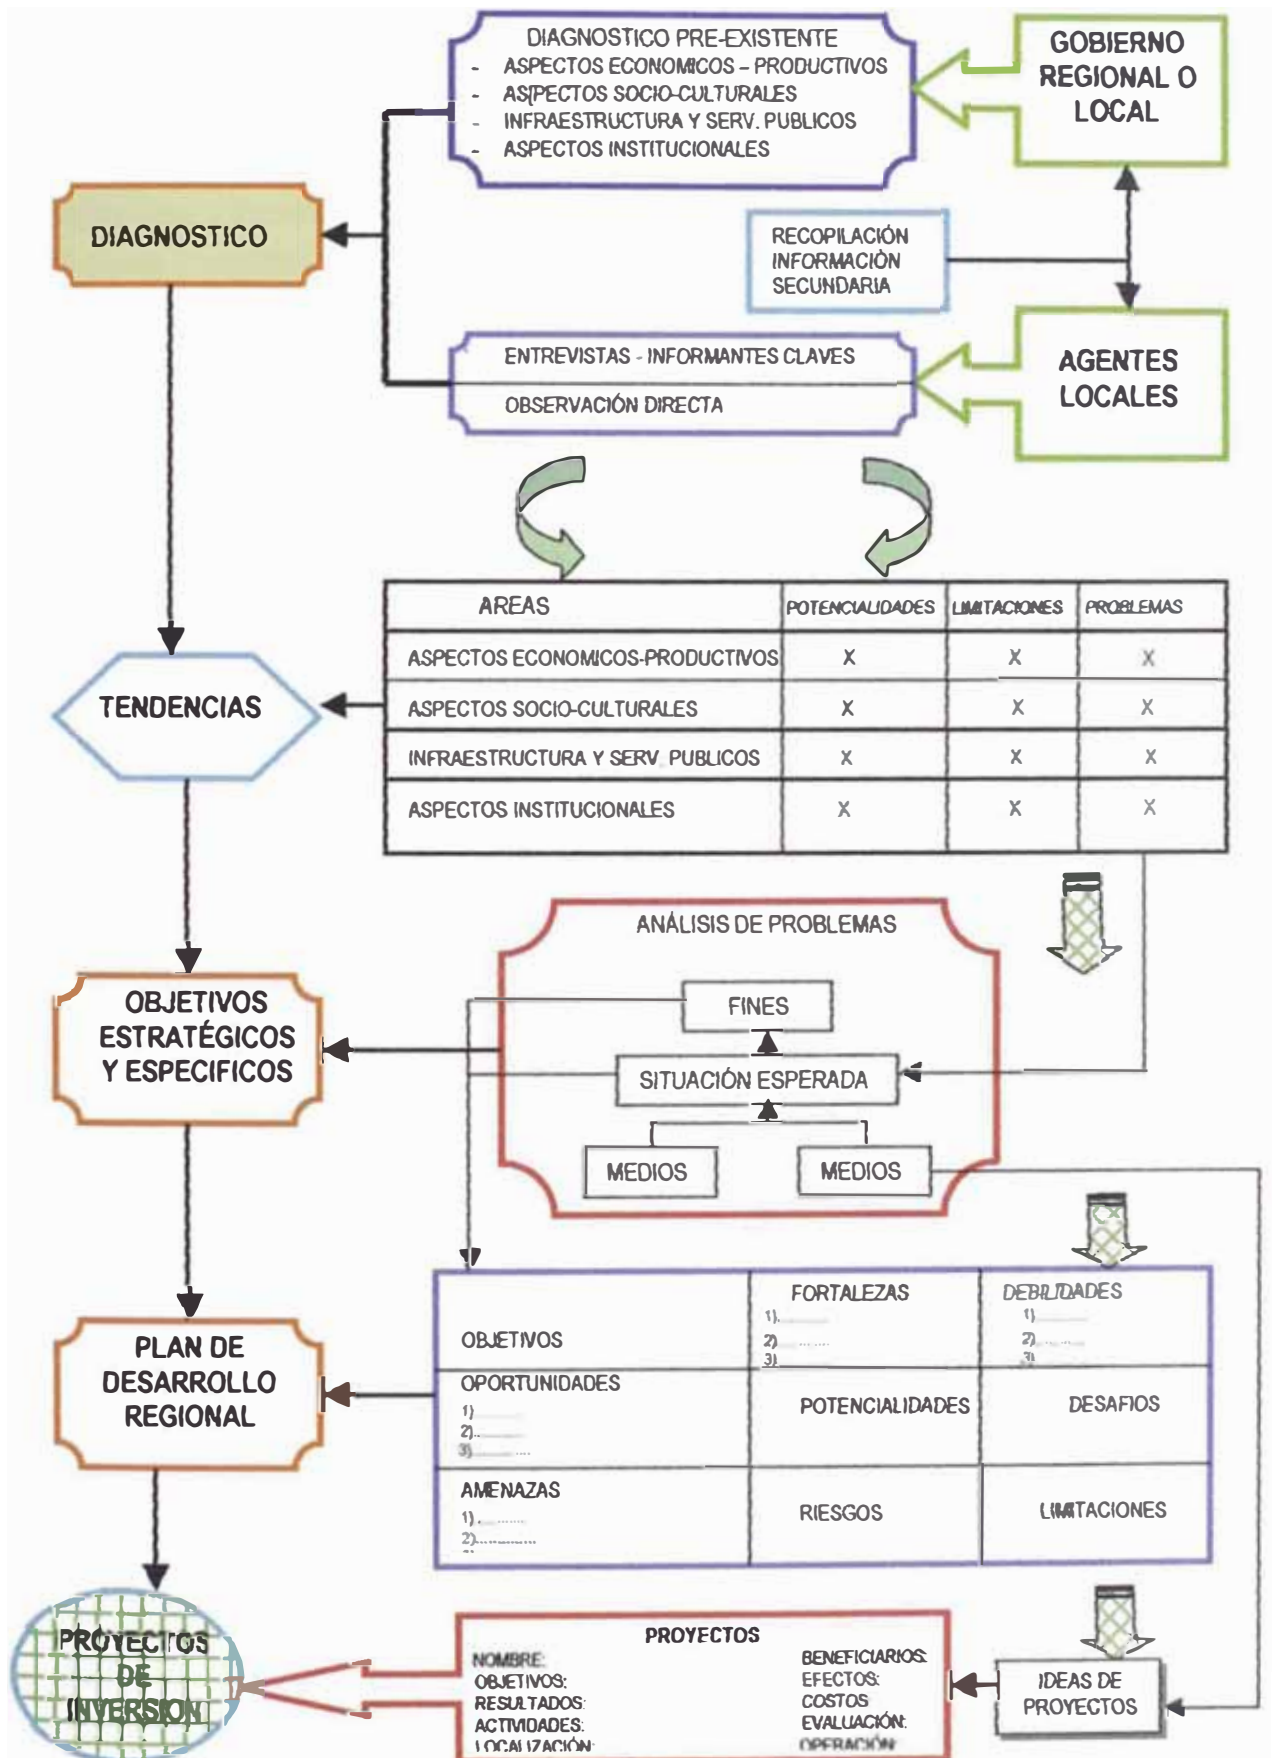 DIAGNOSTICO PRE-EXISTENTE
- ASPECTOS ECONOMICOS – PRODUCTIVOS
- AS[PECTOS SOCIO-CULTURALES
- INFRAESTRUCTURA Y SERV. PUBLICOS
- ASPECTOS INSTITUCIONALES
GOBIERNO
REGIONAL O
LOCAL
DIAGNOSTICO
RECOPILACIÓN
INFORMACIÓN
SECUNDARIA
ENTREVISTAS - INFORMANTES CLAVES
OBSERVACIÓN DIRECTA
AGENTES
LOCALES
AREAS POTENCIALIDADES LIMITACIONES PROBLEMAS
ASPECTOS ECONOMICOS-PRODUCTIVOS X X X
ASPECTOS SOCIO-CULTURALES X X X
INFRAESTRUCTURA Y SERV. PUBLICOS X X X
ASPECTOS INSTITUCIONALES X X X
TENDENCIAS
ANÁLISIS DE PROBLEMAS
FINES
SITUACIÓN ESPERADA
MEDIOS MEDIOS
OBJETIVOS
ESTRATÉGICOS
Y ESPECIFICOS
OBJETIVOS
FORTALEZAS
1)..........
2)..........
3)
DEBILIDADES
1)..........
2)..........
3)
OPORTUNIDADES
1)..........
2)..........
3)..........
POTENCIALIDADES
DESAFIOS
AMENAZAS
1)..........
2)..........
RIESGOS
LIMITACIONES
PLAN DE
DESARROLLO
REGIONAL
PROYECTOS
DE
INVERSION
PROYECTOS
NOMBRE:
OBJETIVOS:
RESULTADOS:
ACTIVIDADES:
LOCALIZACIÓN:
BENEFICIARIOS:
EFECTOS:
COSTOS
EVALUACIÓN:
OPERACIÓN:
IDEAS DE
PROYECTOS